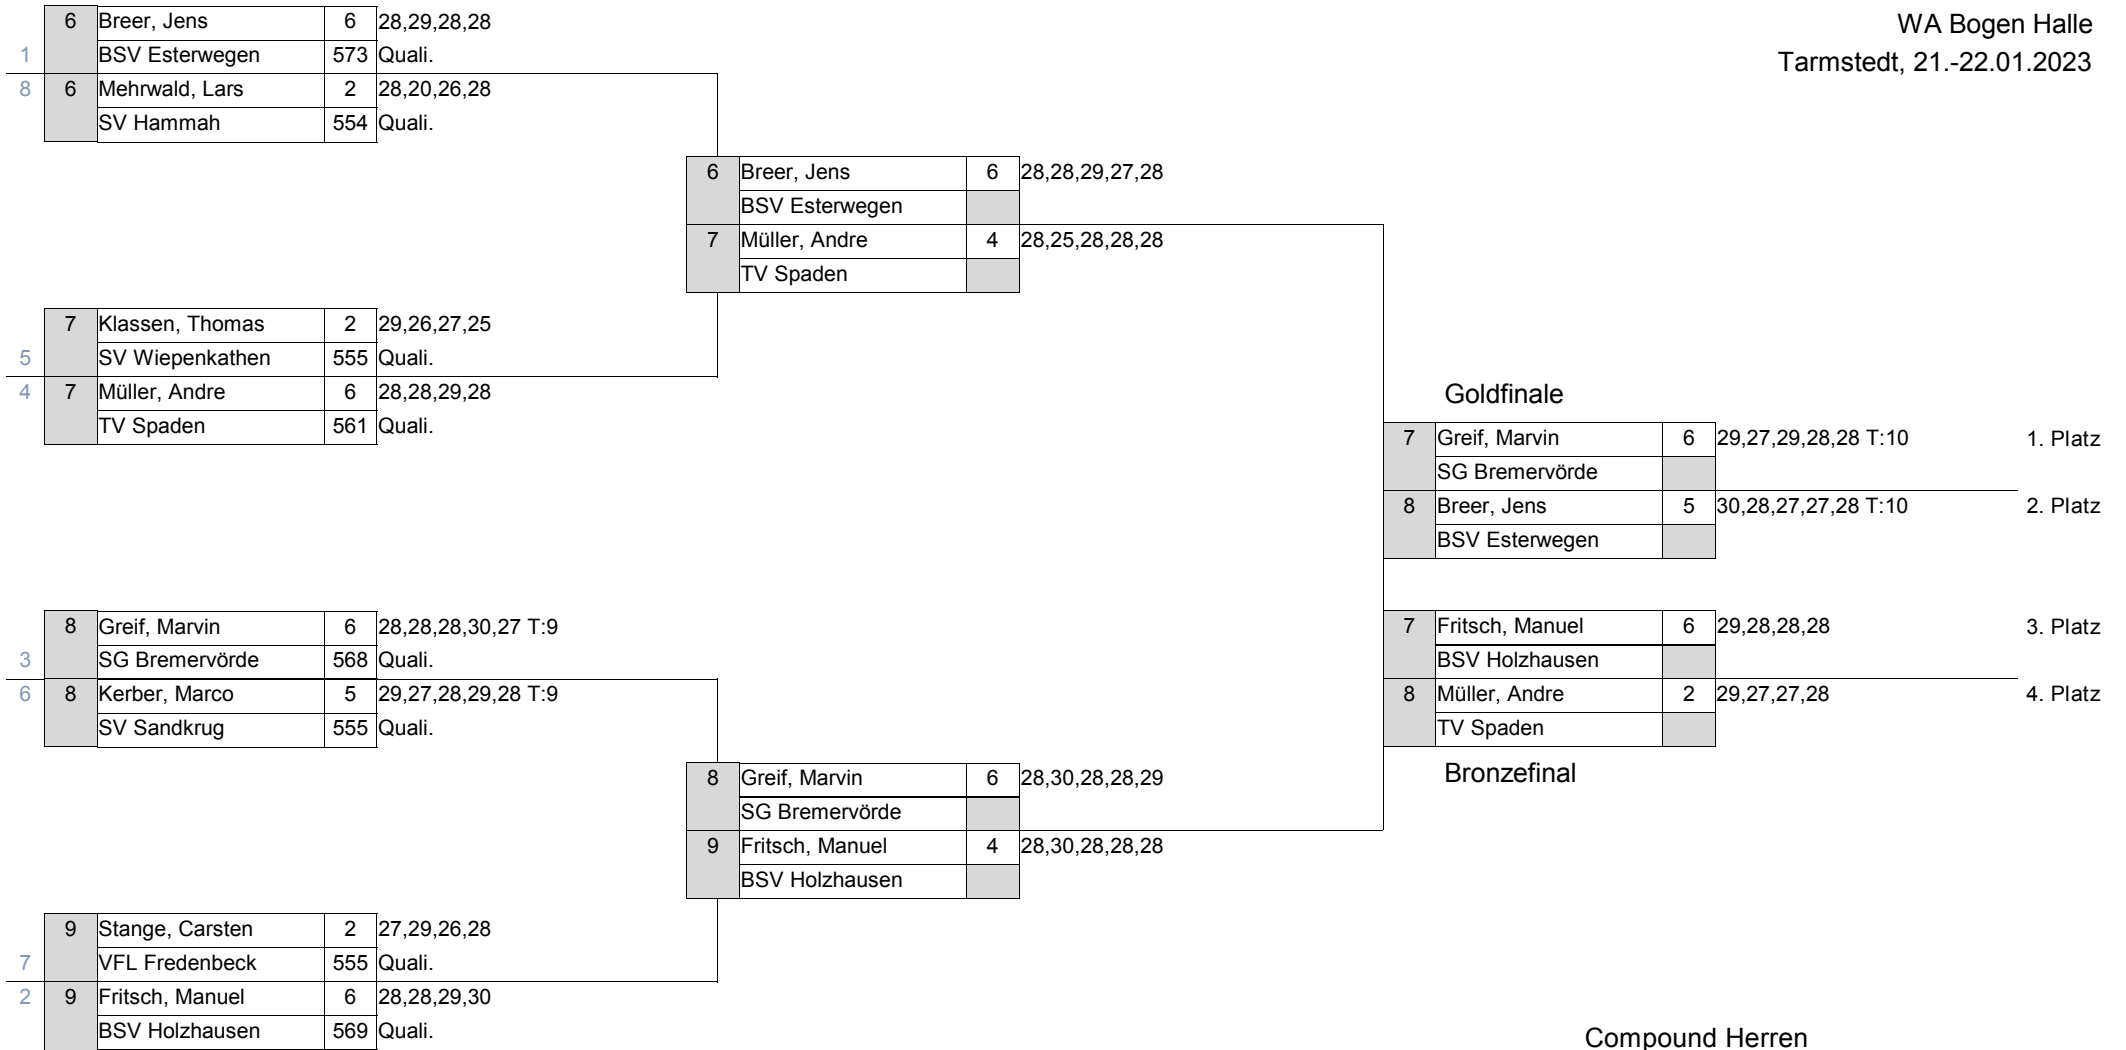 WA Bogen Halle
Tarmstedt, 21.-22.01.2023
6 Breer, Jens 6 28,29,28,28
1 BSV Esterwegen 573 Quali.
8 6 Mehrwald, Lars 2 28,20,26,28
SV Hammah 554 Quali.
6 Breer, Jens 6 28,28,29,27,28
BSV Esterwegen
7 Müller, Andre 4 28,25,28,28,28
TV Spaden
7 Klassen, Thomas 2 29,26,27,25
5 SV Wiepenkathen 555 Quali.
4 7 Müller, Andre 6 28,28,29,28
TV Spaden 561 Quali.
Goldfinale
7 Greif, Marvin 6 29,27,29,28,28 T:10 1. Platz
SG Bremervörde
8 Breer, Jens 5 30,28,27,27,28 T:10 2. Platz
BSV Esterwegen
8 Greif, Marvin 6 28,28,28,30,27 T:9
3 SG Bremervörde 568 Quali.
6 8 Kerber, Marco 5 29,27,28,29,28 T:9
SV Sandkrug 555 Quali.
7 Fritsch, Manuel 6 29,28,28,28 3. Platz
BSV Holzhausen
8 Müller, Andre 2 29,27,27,28 4. Platz
TV Spaden
Bronzefinal
8 Greif, Marvin 6 28,30,28,28,29
SG Bremervörde
9 Fritsch, Manuel 4 28,30,28,28,28
BSV Holzhausen
9 Stange, Carsten 2 27,29,26,28
7 VFL Fredenbeck 555 Quali.
2 9 Fritsch, Manuel 6 28,28,29,30
BSV Holzhausen 569 Quali.
Compound Herren